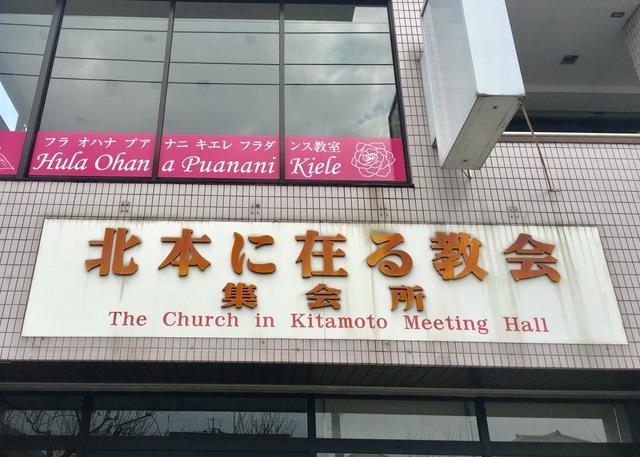 フラ オハナ プア ナニ キエレ フラダンス教室
Hula Ohana Puanani Kiele
北本に在る教会
集会所
The Church in Kitamoto Meeting Hall